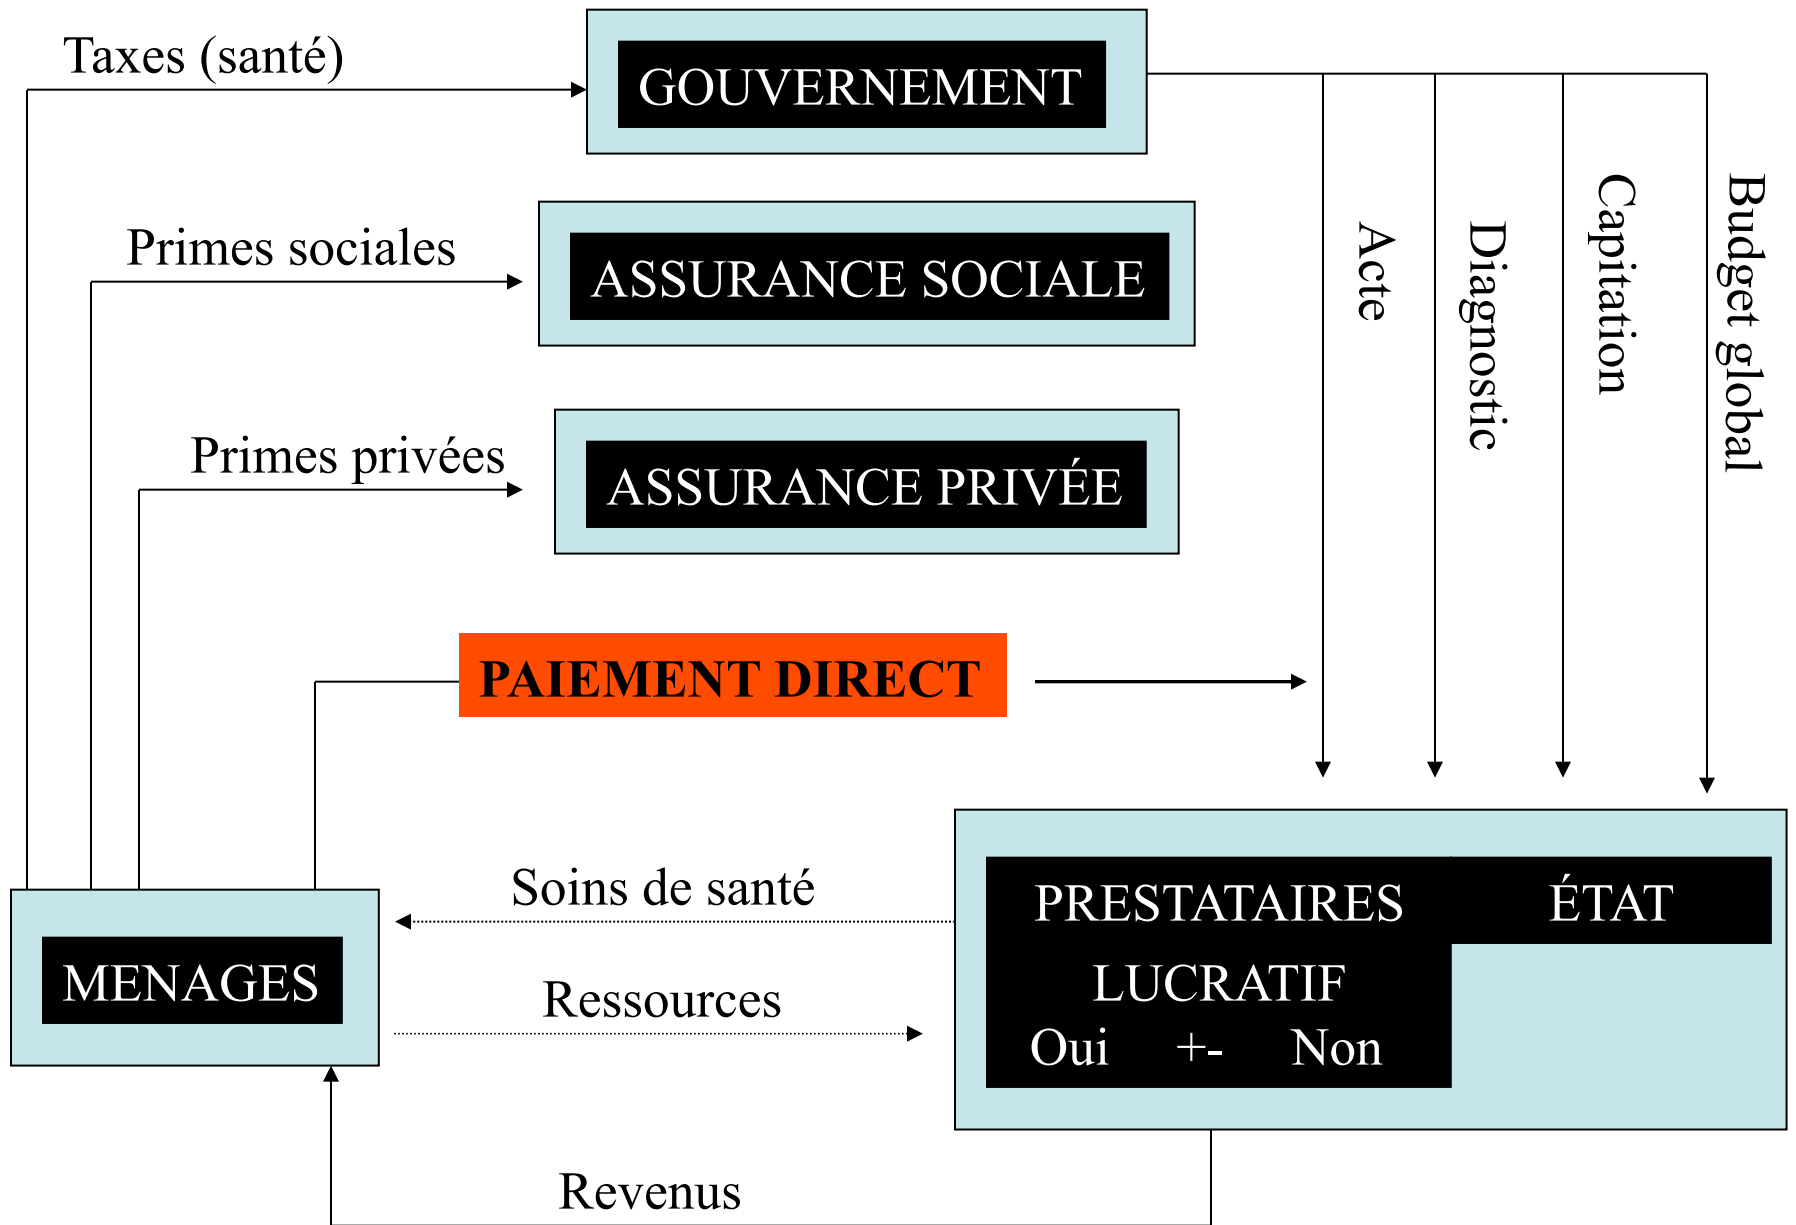 Taxes (santé)
GOUVERNEMENT
Primes sociales
ASSURANCE SOCIALE
Primes privées
ASSURANCE PRIVÉE
Acte
Diagnostic
Capitation
Budget global
PAIEMENT DIRECT
Soins de santé
MENAGES
Ressources
PRESTATAIRES ÉTAT
LUCRATIF
Oui +- Non
Revenus